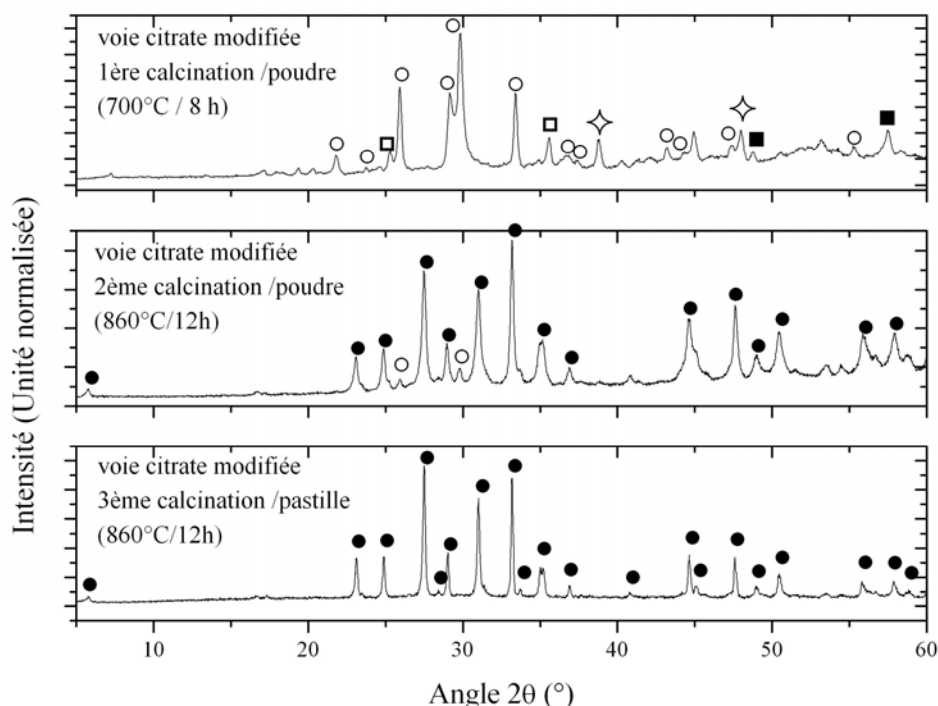 voie citrate modifiée
1ère calcination /poudre
(700°C / 8 h)
voie citrate modifiée
2ème calcination /poudre
(860°C/12h)
voie citrate modifiée
3ème calcination /pastille
(860°C/12h)
Intensité (Unité normalisée)
10 20 30 40 50 60
Angle 2θ (°)